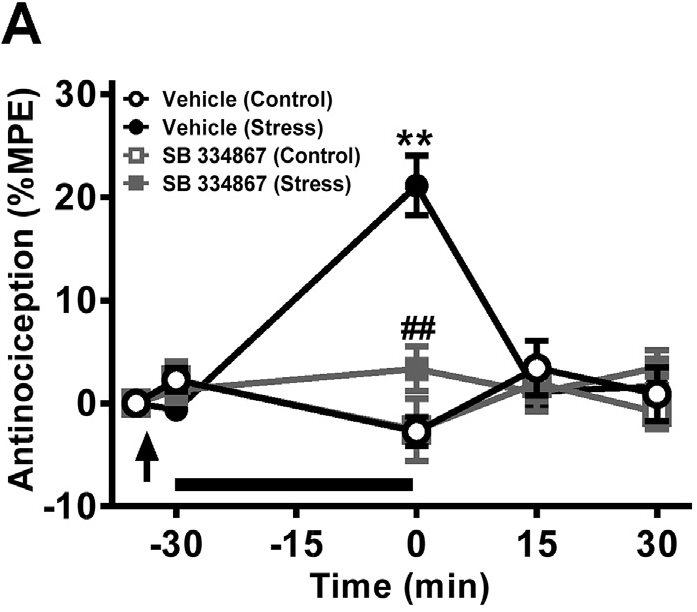 A
Antinociception (%MPE)
30
20
10
0
-10
Vehicle (Control)
Vehicle (Stress)
SB 334867 (Control)
SB 334867 (Stress)
**
##
-30 -15 0 15 30
Time (min)